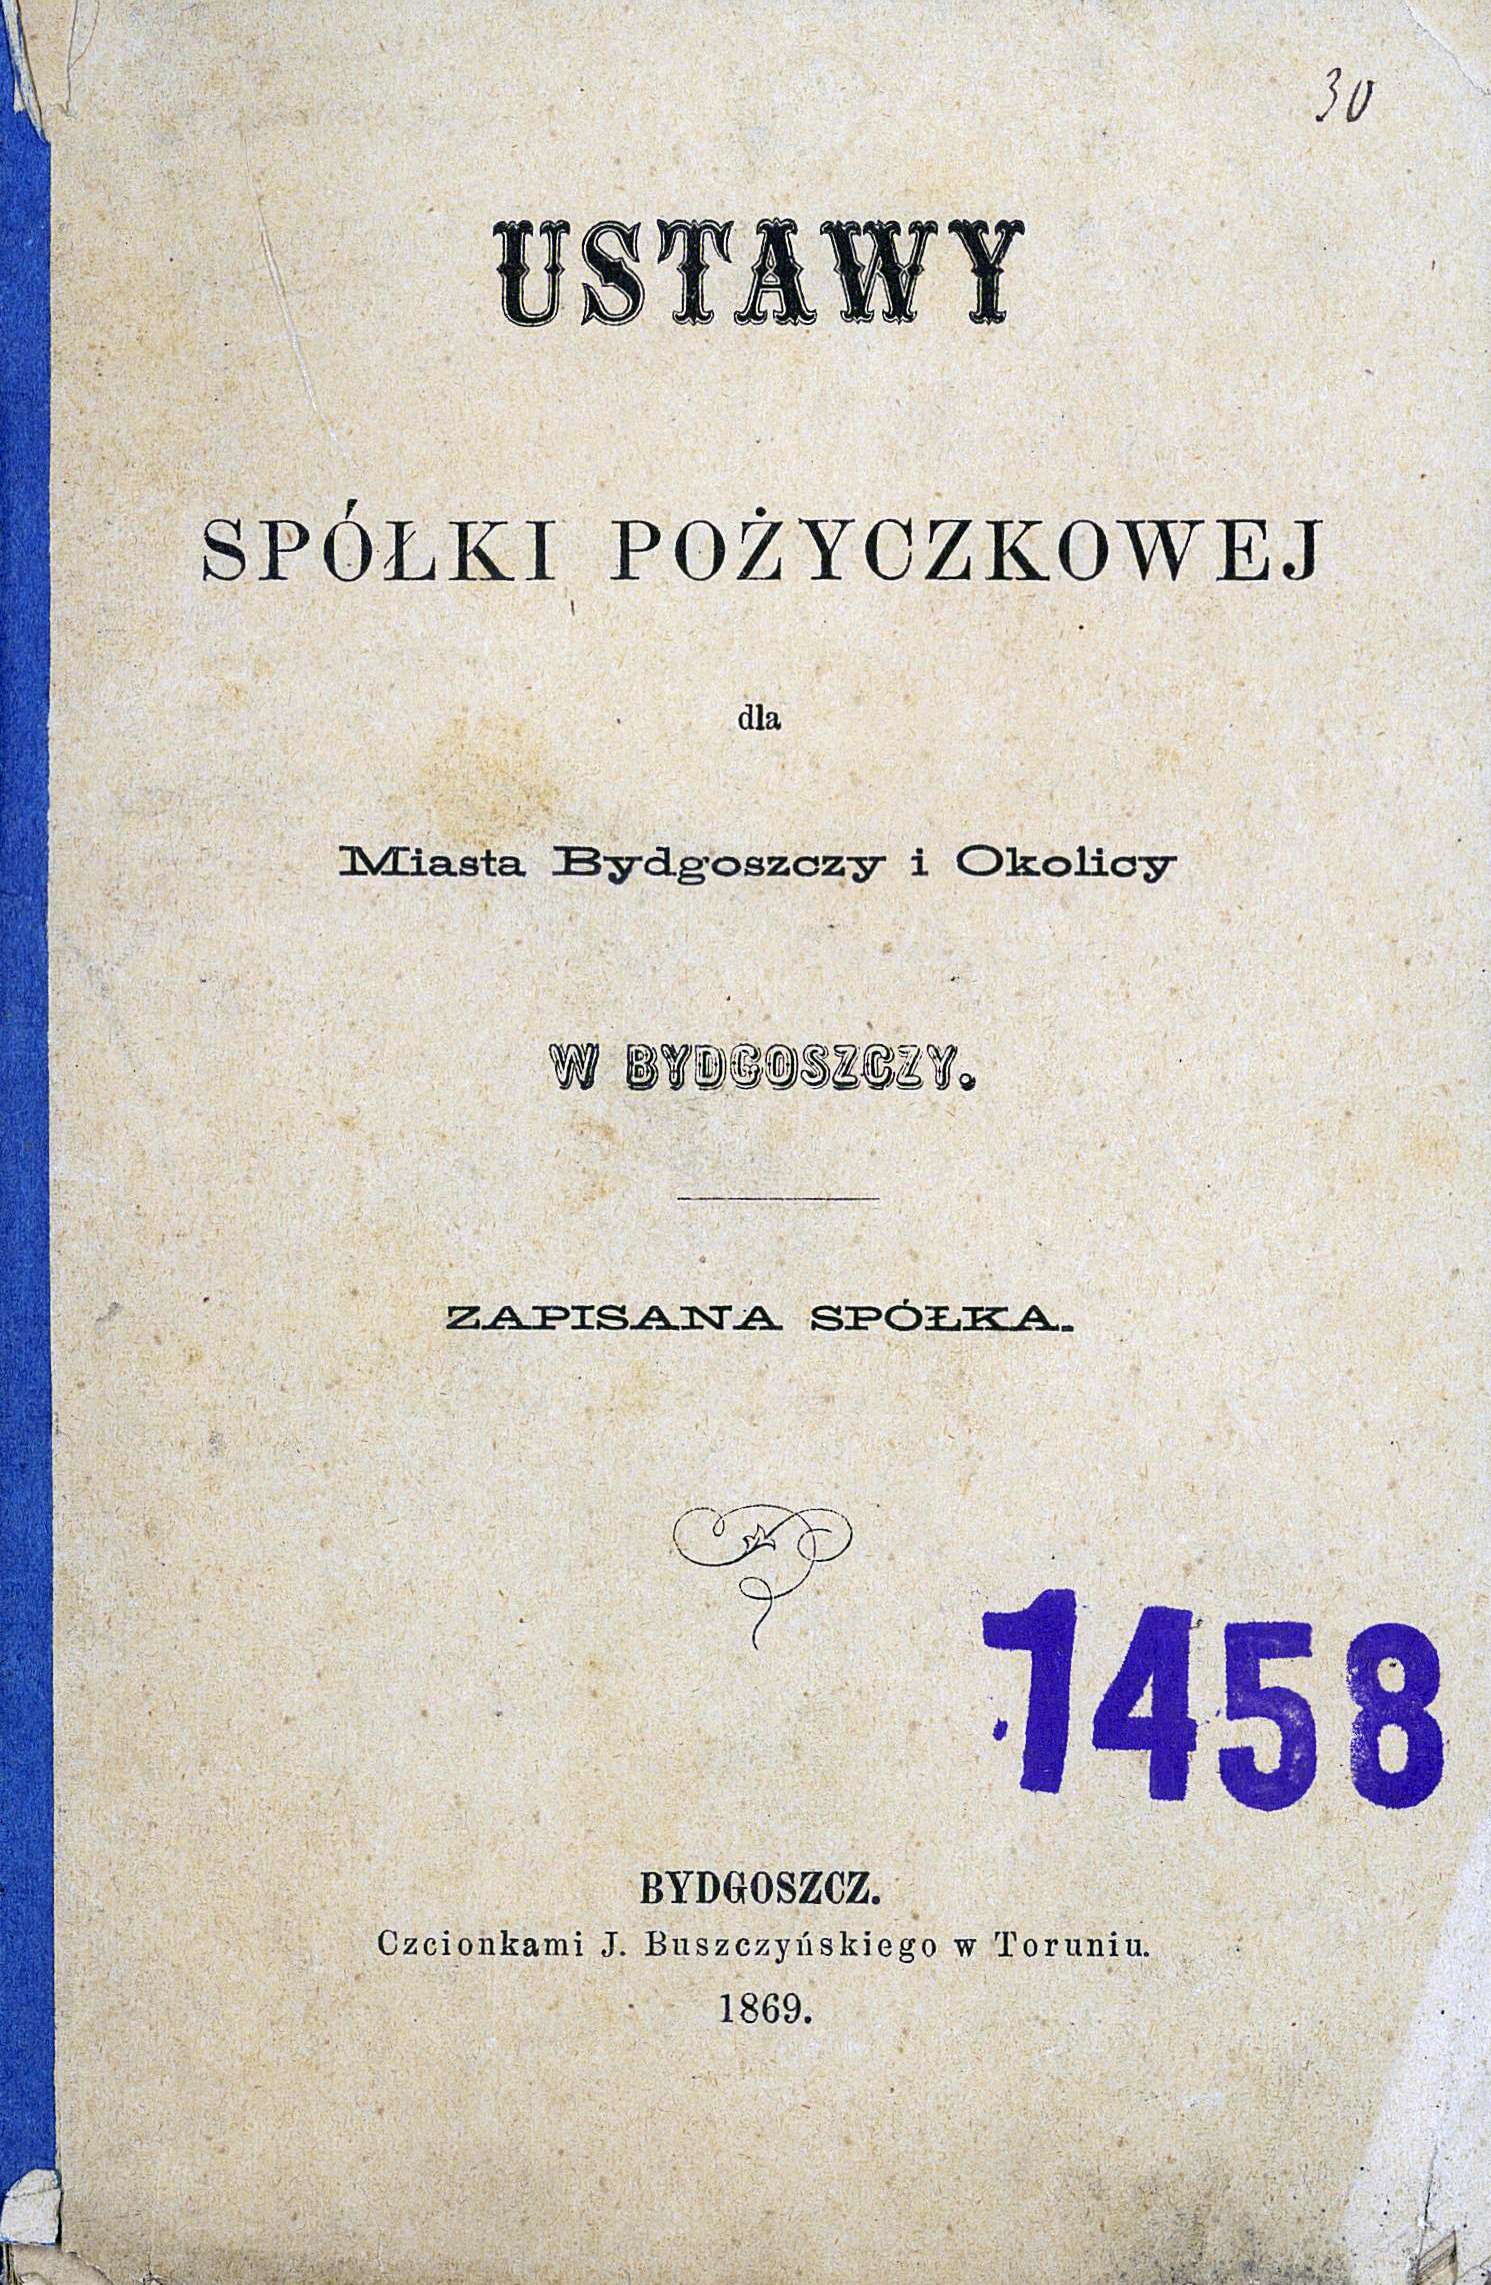 30
USTAWY
SPÓŁKI POŻYCZKOWEJ
dla
Miasta Bydgoszczy i Okolicy
W BYDGOSZCZY.
ZAPISANA SPÓŁKA.
1458
BYDGOSZCZ.
Czcionkami J. Buszczyńskiego w Toruniu.
1869.